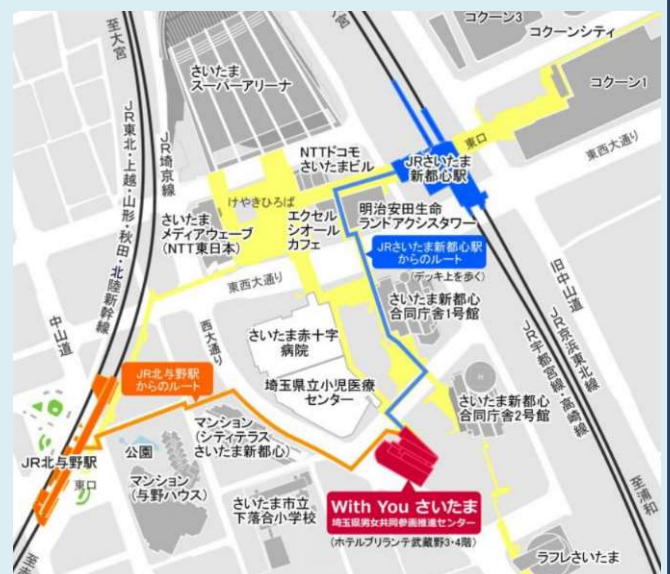 至大宮
コクーン3
コクーンシティ
コクーン1
さいたま
スーパーアリーナ
JR東北・上越・山形・秋田・北陸新幹線
JR埼京線
NTTドコモ
さいたまビル
東口
JRさいたま
新都心駅
東西大通り
けやきひろば
さいたま
メディアウェーブ
(NTT東日本)
エクセル
シオール
カフェ
明治安田生命
ランドアクシスタワー
JRさいたま新都心駅
からのルート
(デッキ上を歩く)
旧中山道
東西大通り
中山道
西大通り
さいたま赤十字
病院
さいたま新都心
合同庁舎1号館
JR京浜東北線
JR宇都宮線・高崎線
JR北与野駅
からのルート
埼玉県立小児医療
センター
H
さいたま新都心
合同庁舎2号館
マンション
(シティテラス
さいたま新都心)
JR北与野駅
公園
東口
マンション
(与野ハウス)
さいたま市立
下落合小学校
With You さいたま
埼玉県男女共同参画推進センター
(ホテルブリランテ武蔵野3・4階)
至浦和
ラフレさいたま